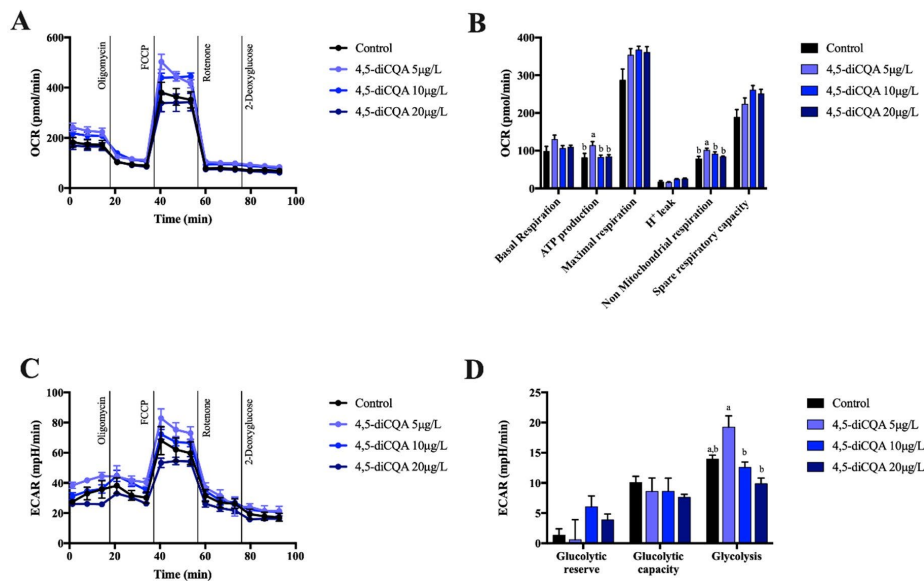 A
600
400
200
0
OCR (pmol/min)
0
20
40
60
80
100
Time (min)
Oligomycin
FCCP
Rotenone
2-Deoxyglucose
Control
4,5-diCQA 5µg/L
4,5-diCQA 10µg/L
4,5-diCQA 20µg/L
B
400
300
200
100
0
OCR (pmol/min)
b a b b
b a b b
Basal Respiration
ATP production
Maximal respiration
H+ leak
Non Mitochondrial respiration
Spare respiratory capacity
Control
4,5-diCQA 5µg/L
4,5-diCQA 10µg/L
4,5-diCQA 20µg/L
C
100
80
60
40
20
0
ECAR (mpH/min)
0
20
40
60
80
100
Time (min)
Oligomycin
FCCP
Rotenone
2-Deoxyglucose
Control
4,5-diCQA 5µg/L
4,5-diCQA 10µg/L
4,5-diCQA 20µg/L
D
25
20
15
10
5
0
ECAR (mpH/min)
a,b a b b
Glucolytic
reserve
Glucolytic
capacity
Glycolysis
Control
4,5-diCQA 5µg/L
4,5-diCQA 10µg/L
4,5-diCQA 20µg/L